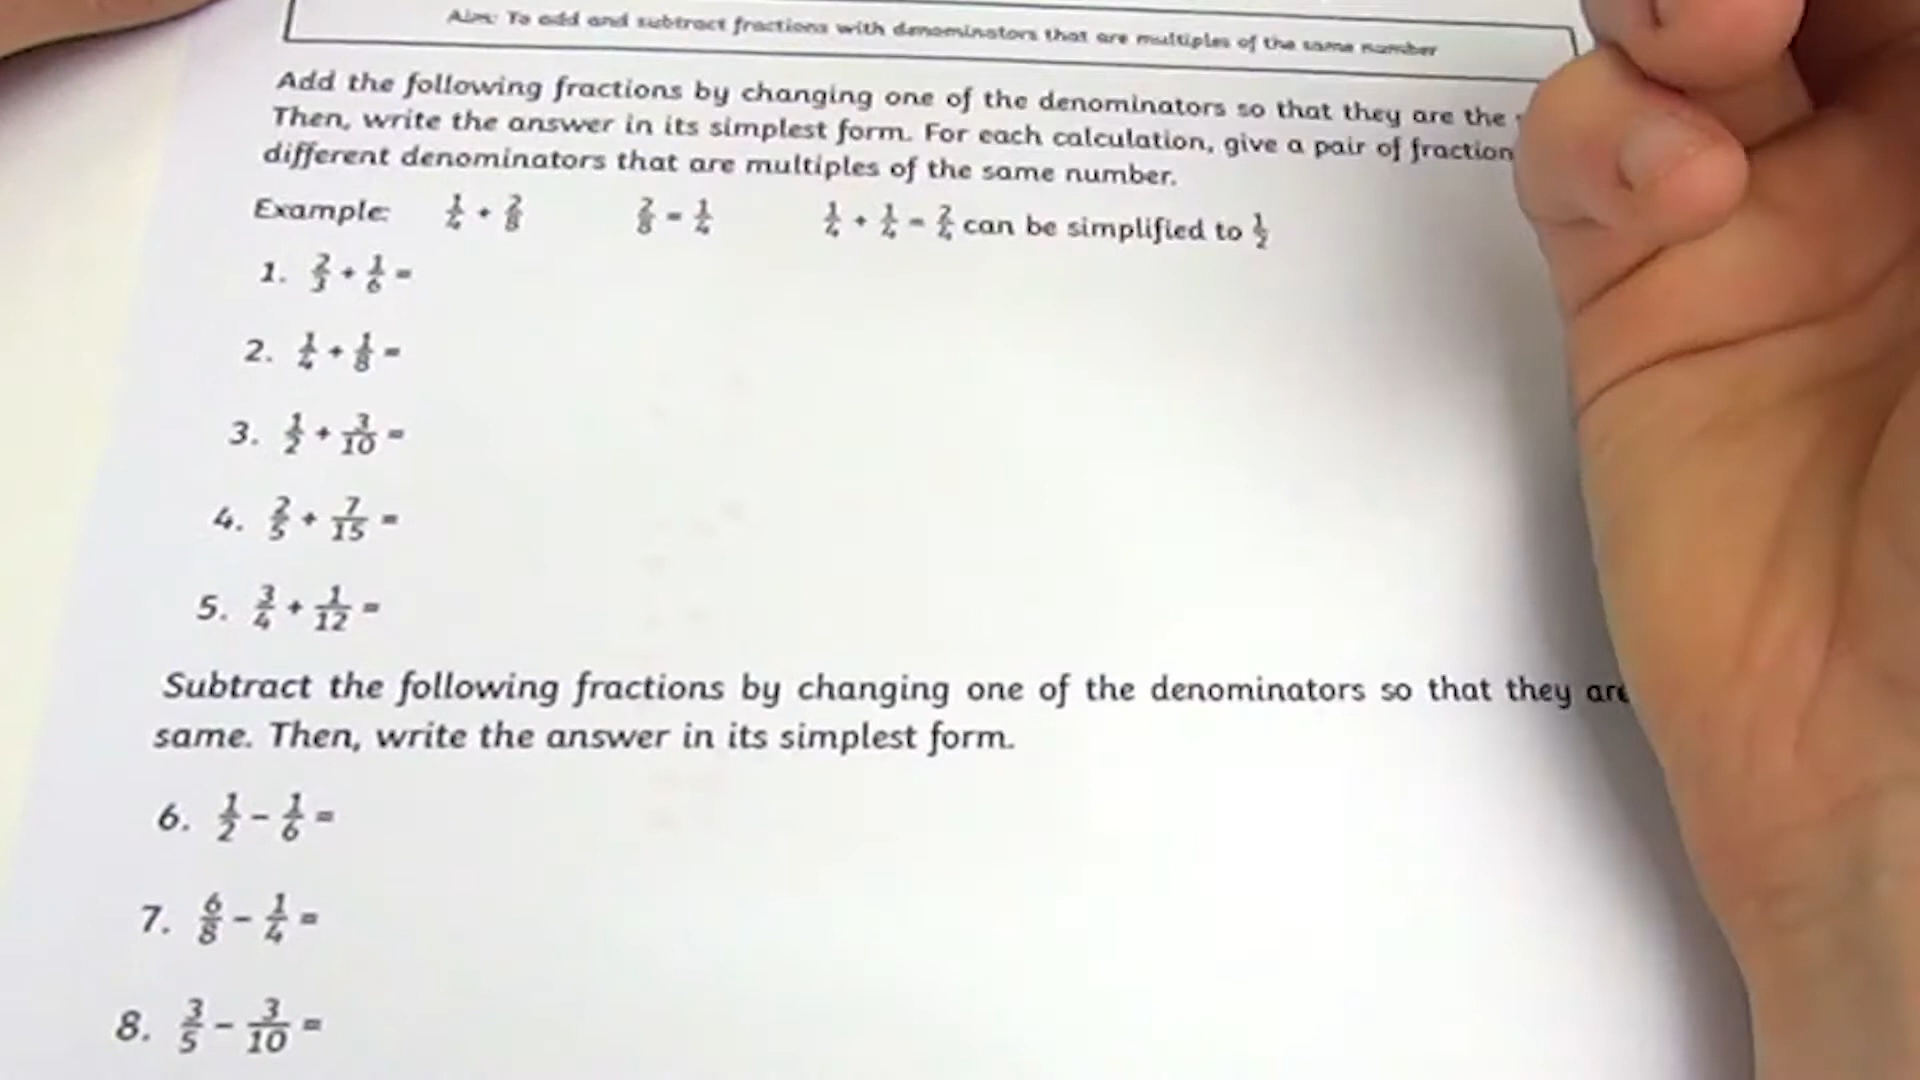 Aim: To add and subtract fractions with denominators that are multiples of the same number
Add the following fractions by changing one of the denominators so that they are the
Then, write the answer in its simplest form. For each calculation, give a pair of fraction
different denominators that are multiples of the same number.
Example: 1/4 + 2/8 2/8 = 1/4 1/4 + 1/4 = 2/4 can be simplified to 1/2
1. 2/3 + 1/6 =
2. 1/4 + 1/8 =
3. 1/2 + 3/10 =
4. 2/5 + 7/15 =
5. 3/4 + 1/12 =
Subtract the following fractions by changing one of the denominators so that they are
same. Then, write the answer in its simplest form.
6. 1/2 - 1/6 =
7. 6/8 - 1/4 =
8. 3/5 - 3/10 =